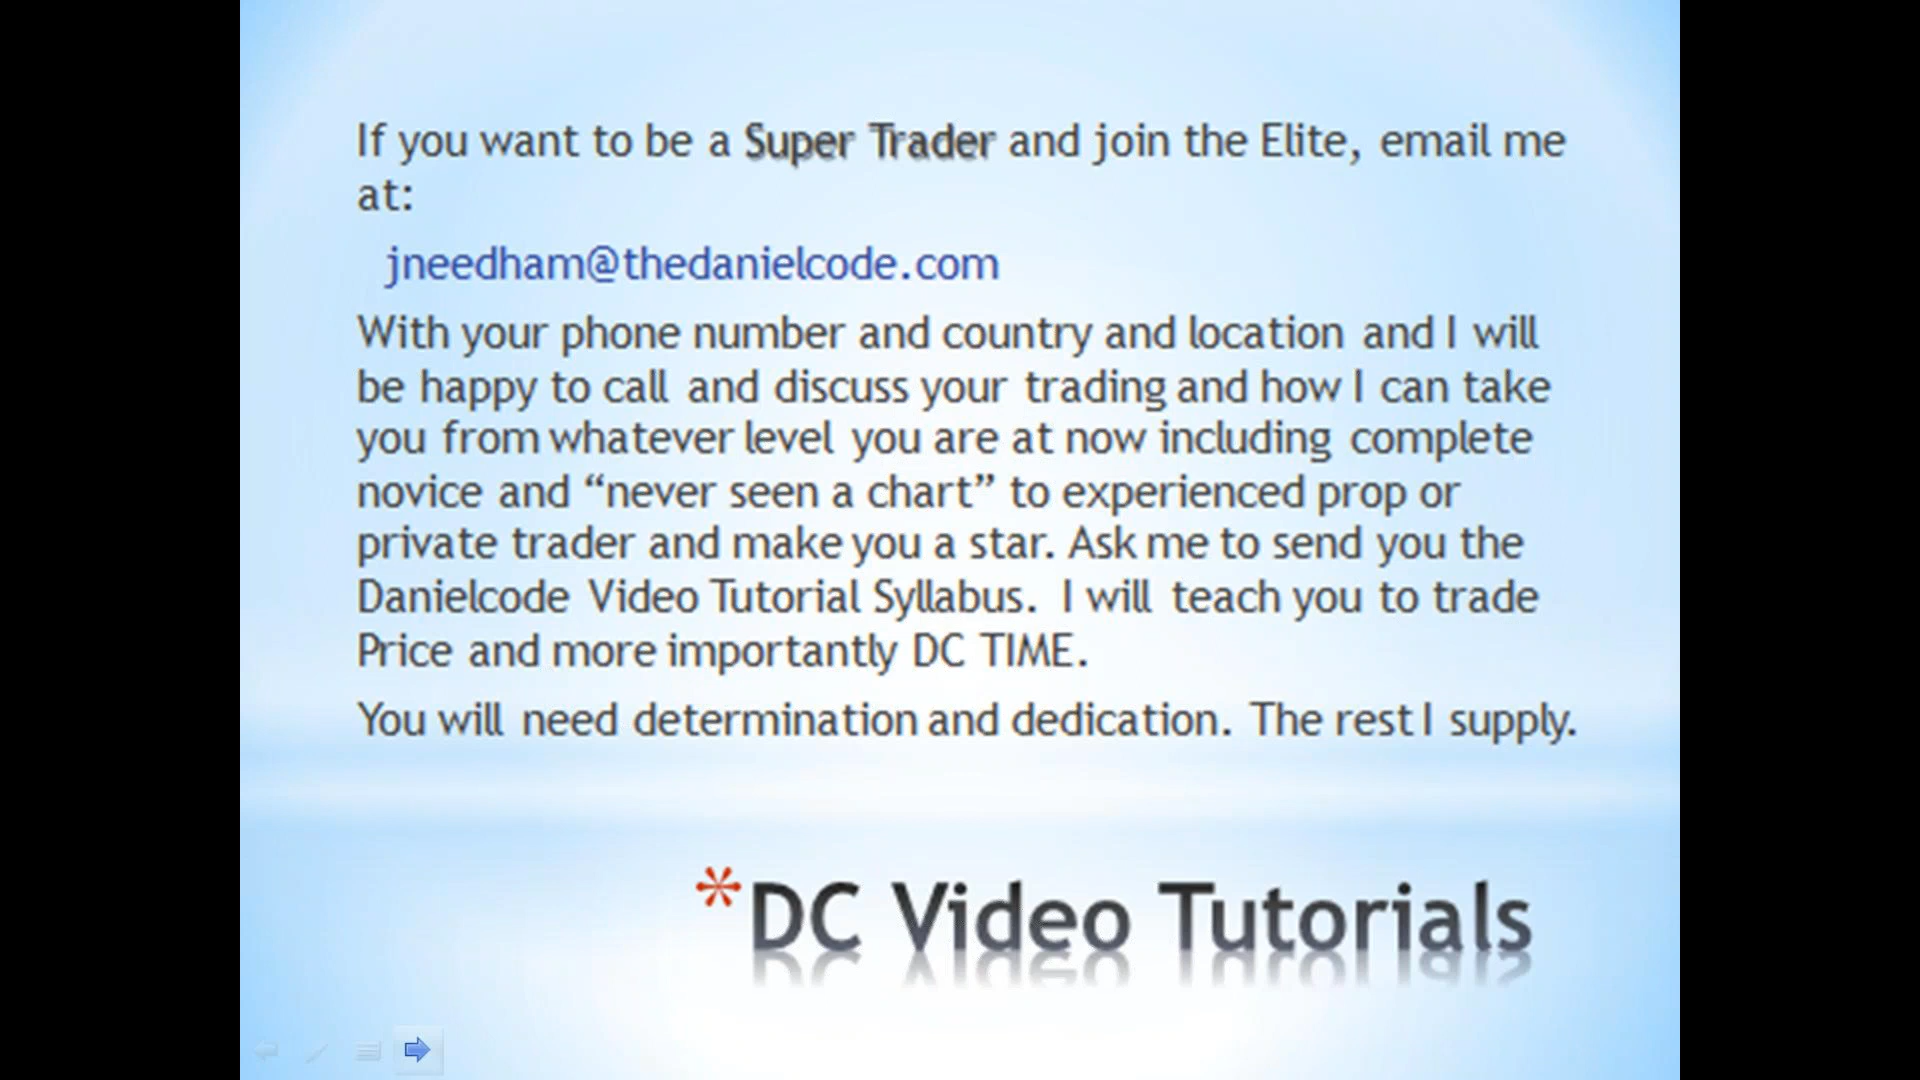 If you want to be a Super Trader and join the Elite, email me
at:
jneedham@thedanielcode.com
With your phone number and country and location and I will
be happy to call and discuss your trading and how I can take
you from whatever level you are at now including complete
novice and “never seen a chart” to experienced prop or
private trader and make you a star. Ask me to send you the
Danielcode Video Tutorial Syllabus. I will teach you to trade
Price and more importantly DC TIME.
You will need determination and dedication. The rest I supply.
*DC Video Tutorials